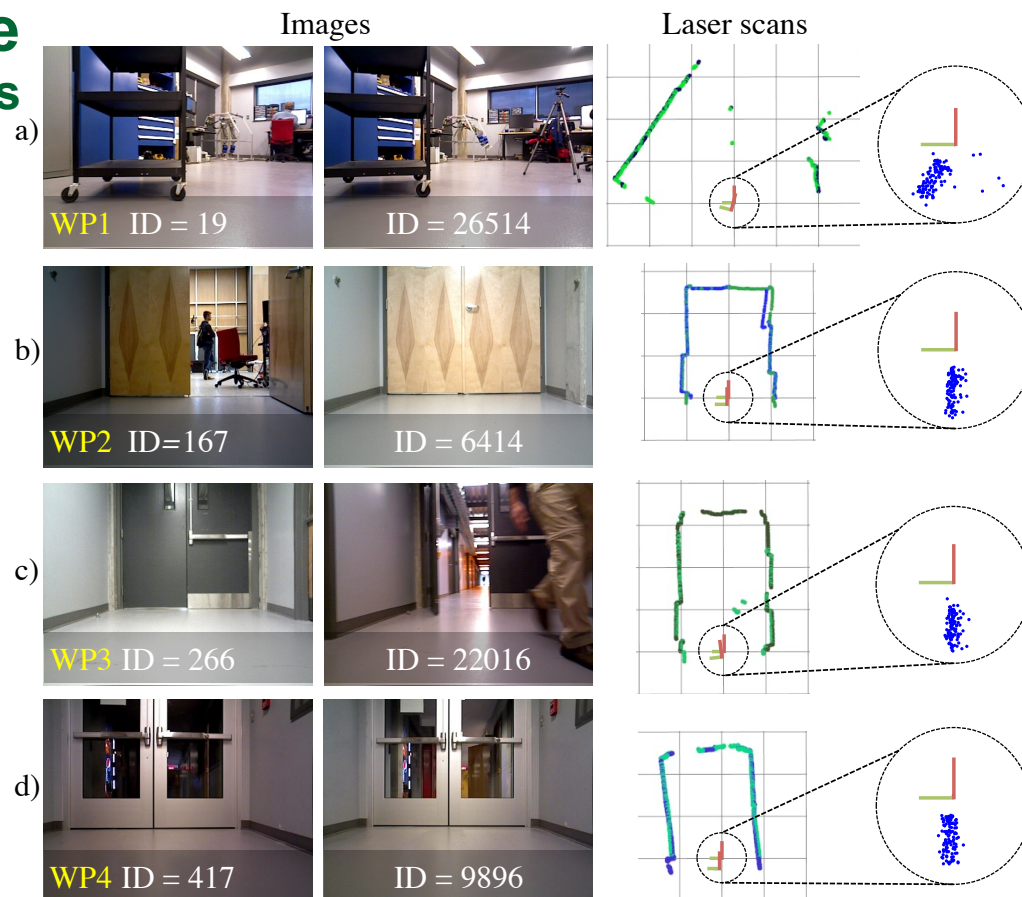 e
s
Images
Laser scans
a)
WP1 ID = 19
ID = 26514
b)
WP2 ID=167
ID = 6414
c)
WP3 ID = 266
ID = 22016
d)
WP4 ID = 417
ID = 9896